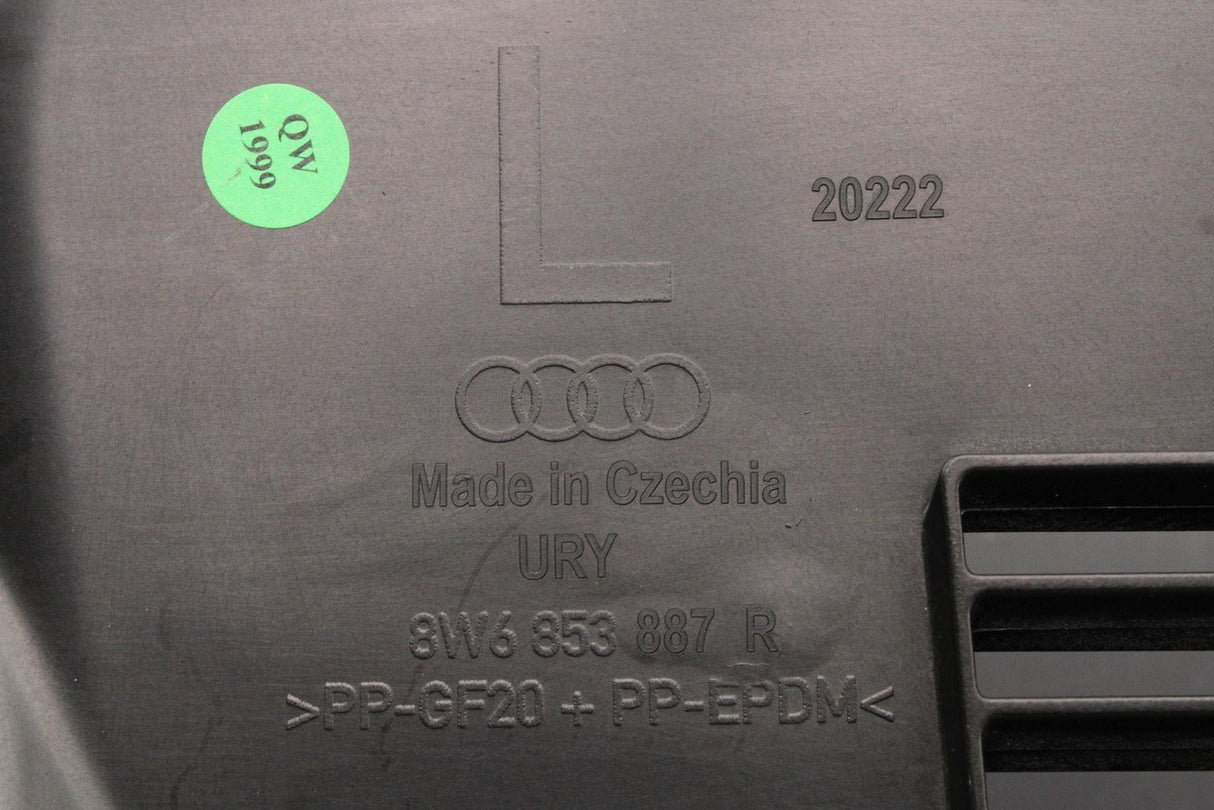 QW
1999
L
20222
Made in Czechia
URY
8W6 853 887 R
>PP-GF20 + PP-EPDM<